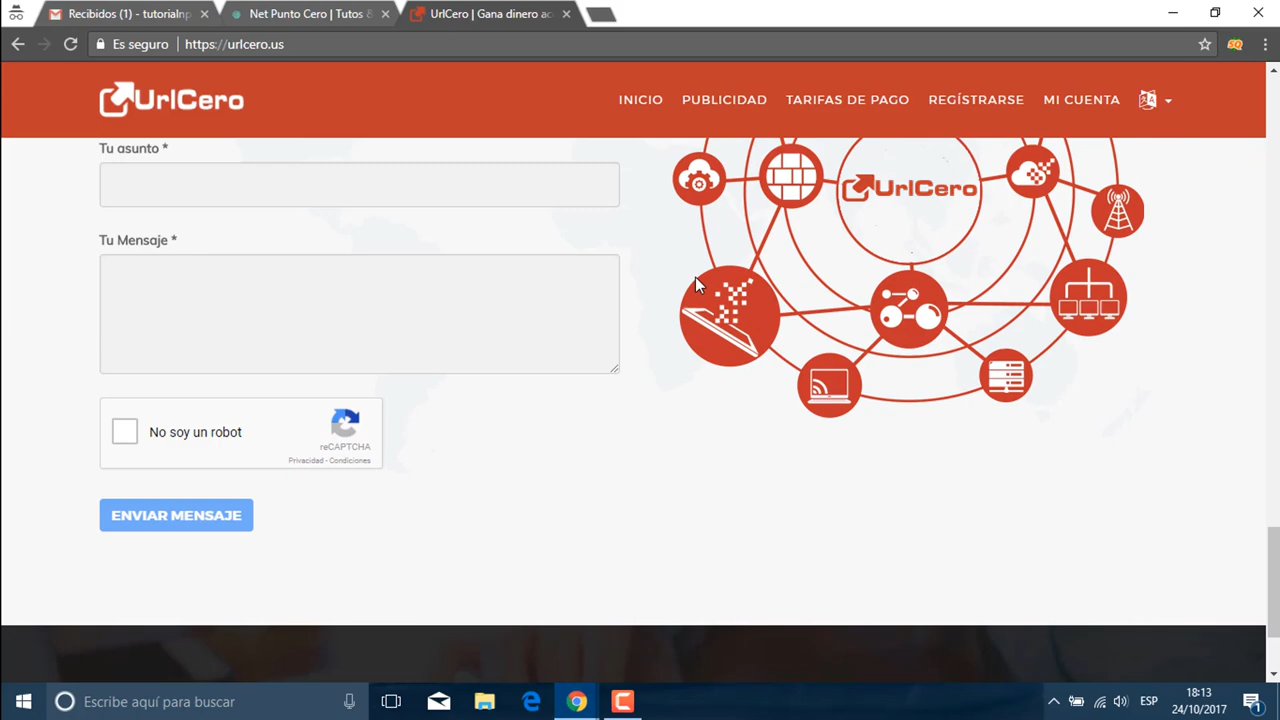 Recibidos (1) - tutorialnp
Net Punto Cero | Tutos &
UrlCero | Gana dinero ac
Es seguro
https://urlcero.us
SQ
UrlCero
INICIO
PUBLICIDAD
TARIFAS DE PAGO
REGÍSTRARSE
MI CUENTA
Tu asunto *
UrlCero
Tu Mensaje *
No soy un robot
reCAPTCHA
Privacidad - Condiciones
ENVIAR MENSAJE
Escribe aquí para buscar
ESP
18:13
24/10/2017
1